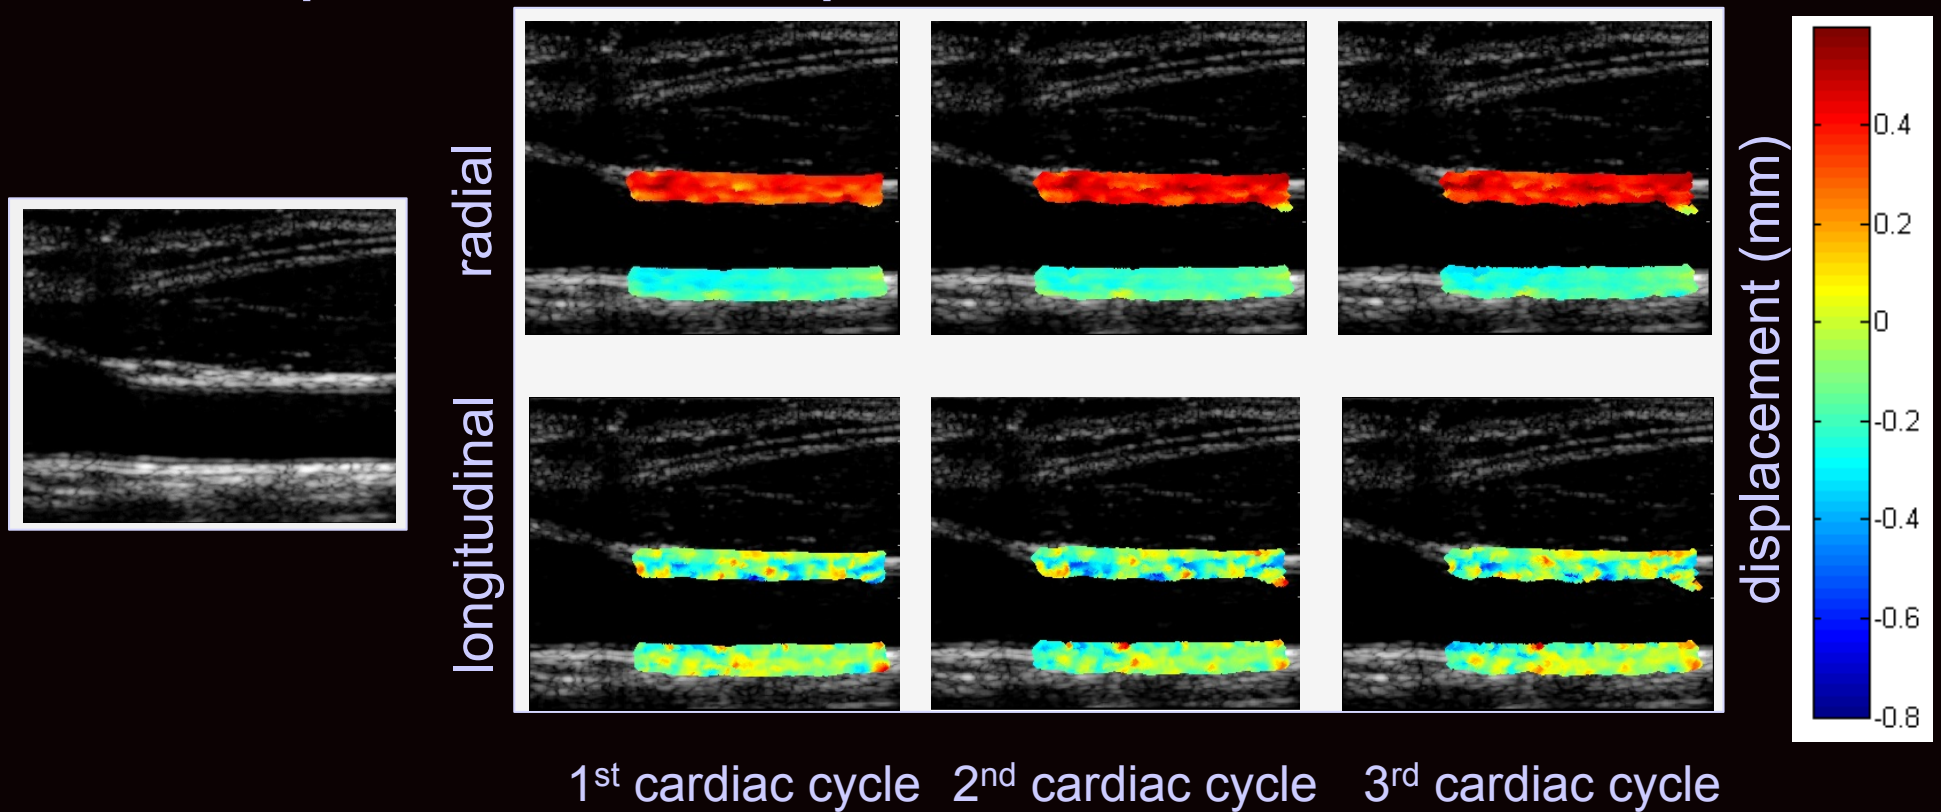 radial
longitudinal
1st cardiac cycle
2nd cardiac cycle
3rd cardiac cycle
displacement (mm)
0.4
0.2
0
-0.2
-0.4
-0.6
-0.8